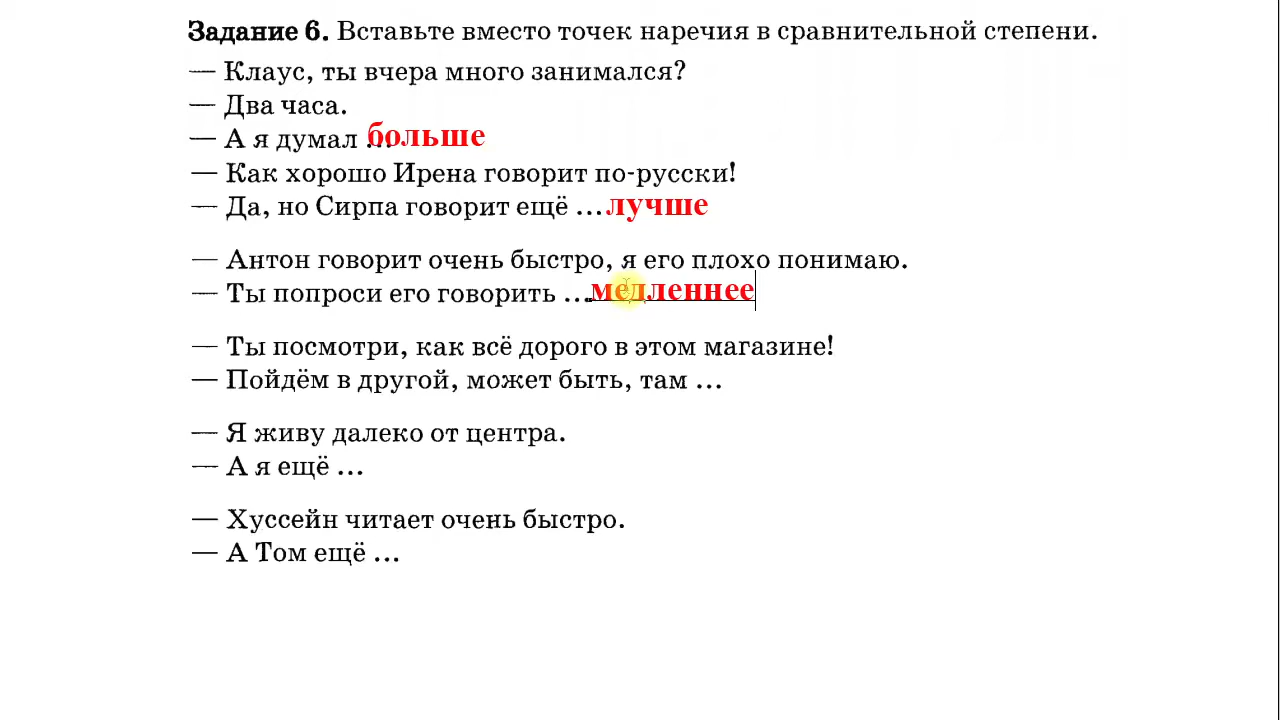 Задание 6. Вставьте вместо точек наречия в сравнительной степени.
— Клаус, ты вчера много занимался?
— Два часа.
— А я думал ... больше
— Как хорошо Ирена говорит по-русски!
— Да, но Сирпа говорит ещё ... лучше
— Антон говорит очень быстро, я его плохо понимаю.
— Ты попроси его говорить ... медленнее
— Ты посмотри, как всё дорого в этом магазине!
— Пойдём в другой, может быть, там ...
— Я живу далеко от центра.
— А я ещё ...
— Хуссейн читает очень быстро.
— А Том ещё ...